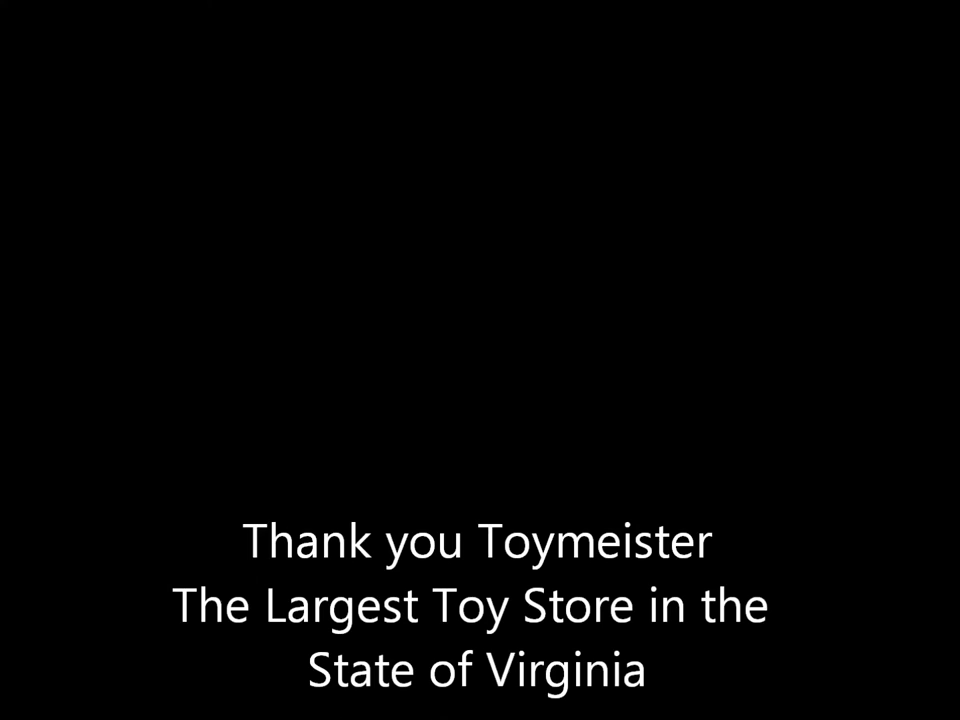 Thank you Toymeister
The Largest Toy Store in the
State of Virginia